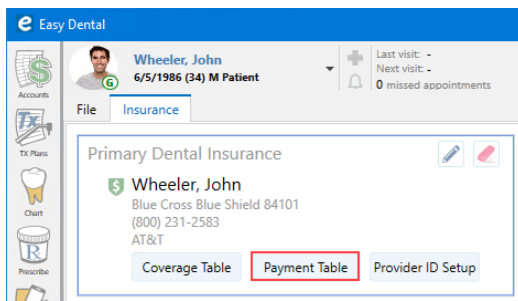 e Easy Dental
Wheeler, John
6/5/1986 (34) M Patient
G
Last visit: -
Next visit: -
0 missed appointments
Accounts
File Insurance
TX
TX Plans
Primary Dental Insurance
$ Wheeler, John
Blue Cross Blue Shield 84101
(800) 231-2583
AT&T
Chart
Coverage Table Payment Table Provider ID Setup
R
Prescribe